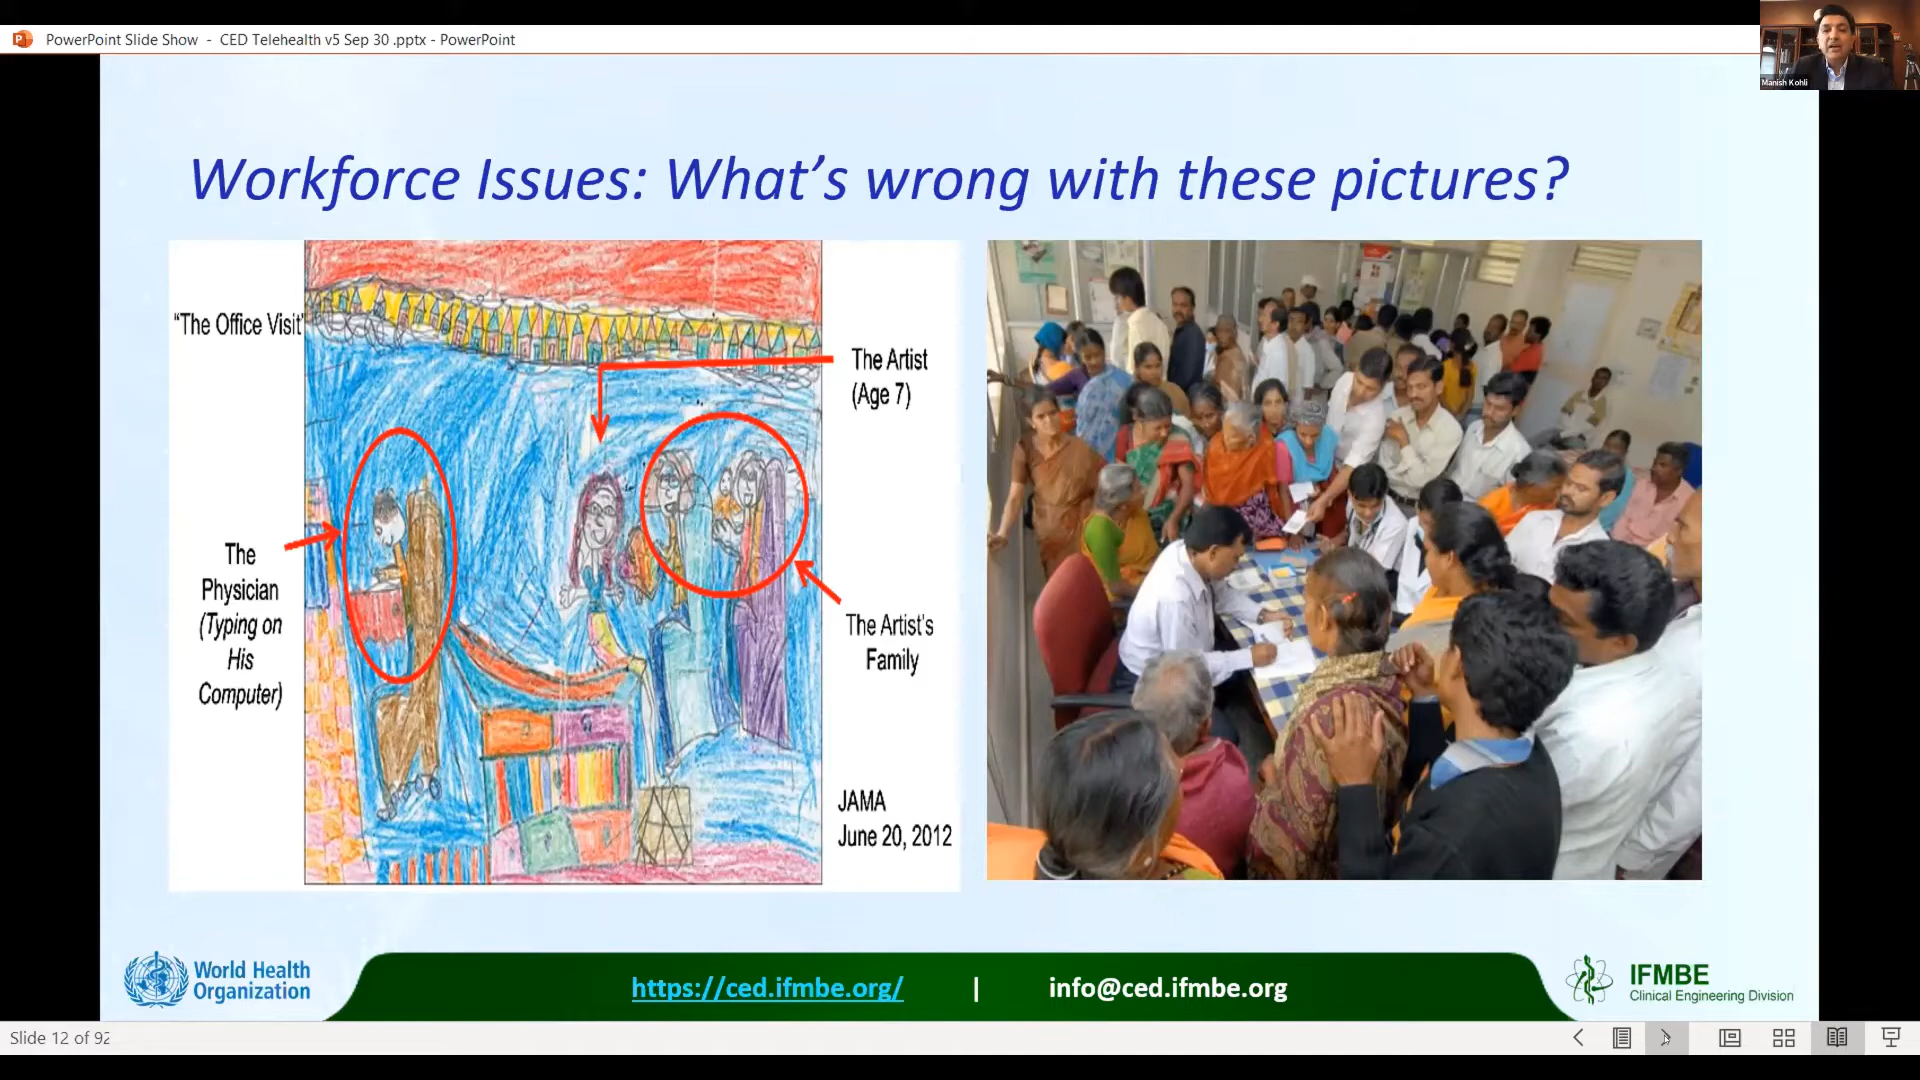 PowerPoint Slide Show - CED Telehealth v5 Sep 30 .pptx - PowerPoint
Manish Kohli
Workforce Issues: What's wrong with these pictures?
"The Office Visit'
The Artist
(Age 7)
The
Physician
(Typing on
His
Computer)
The Artist's
Family
JAMA
June 20, 2012
World Health
Organization
https://ced.ifmbe.org/ | info@ced.ifmbe.org
IFMBE
Clinical Engineering Division
Slide 12 of 92